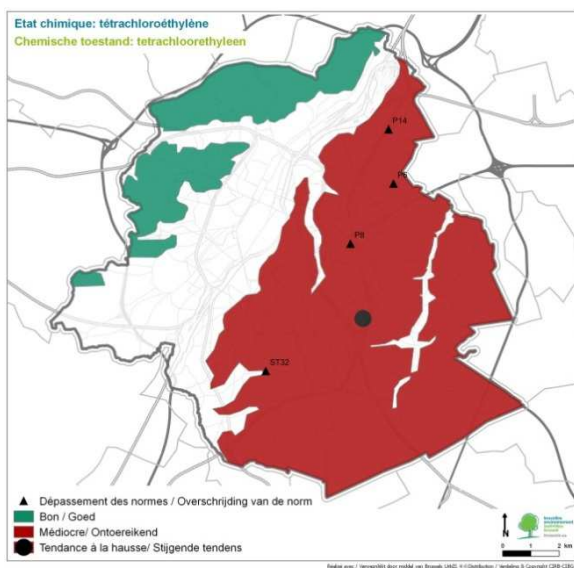 Etat chimique: tétrachloroéthylène
Chemische toestand: tetrachloorethyleen
P14
P6
P8
ST32
Dépassement des normes / Overschrijding van de norm
Bon / Goed
Médiocre/ Ontoereikend
Tendance à la hausse/ Stijgende tendens
N
0 1 2 km